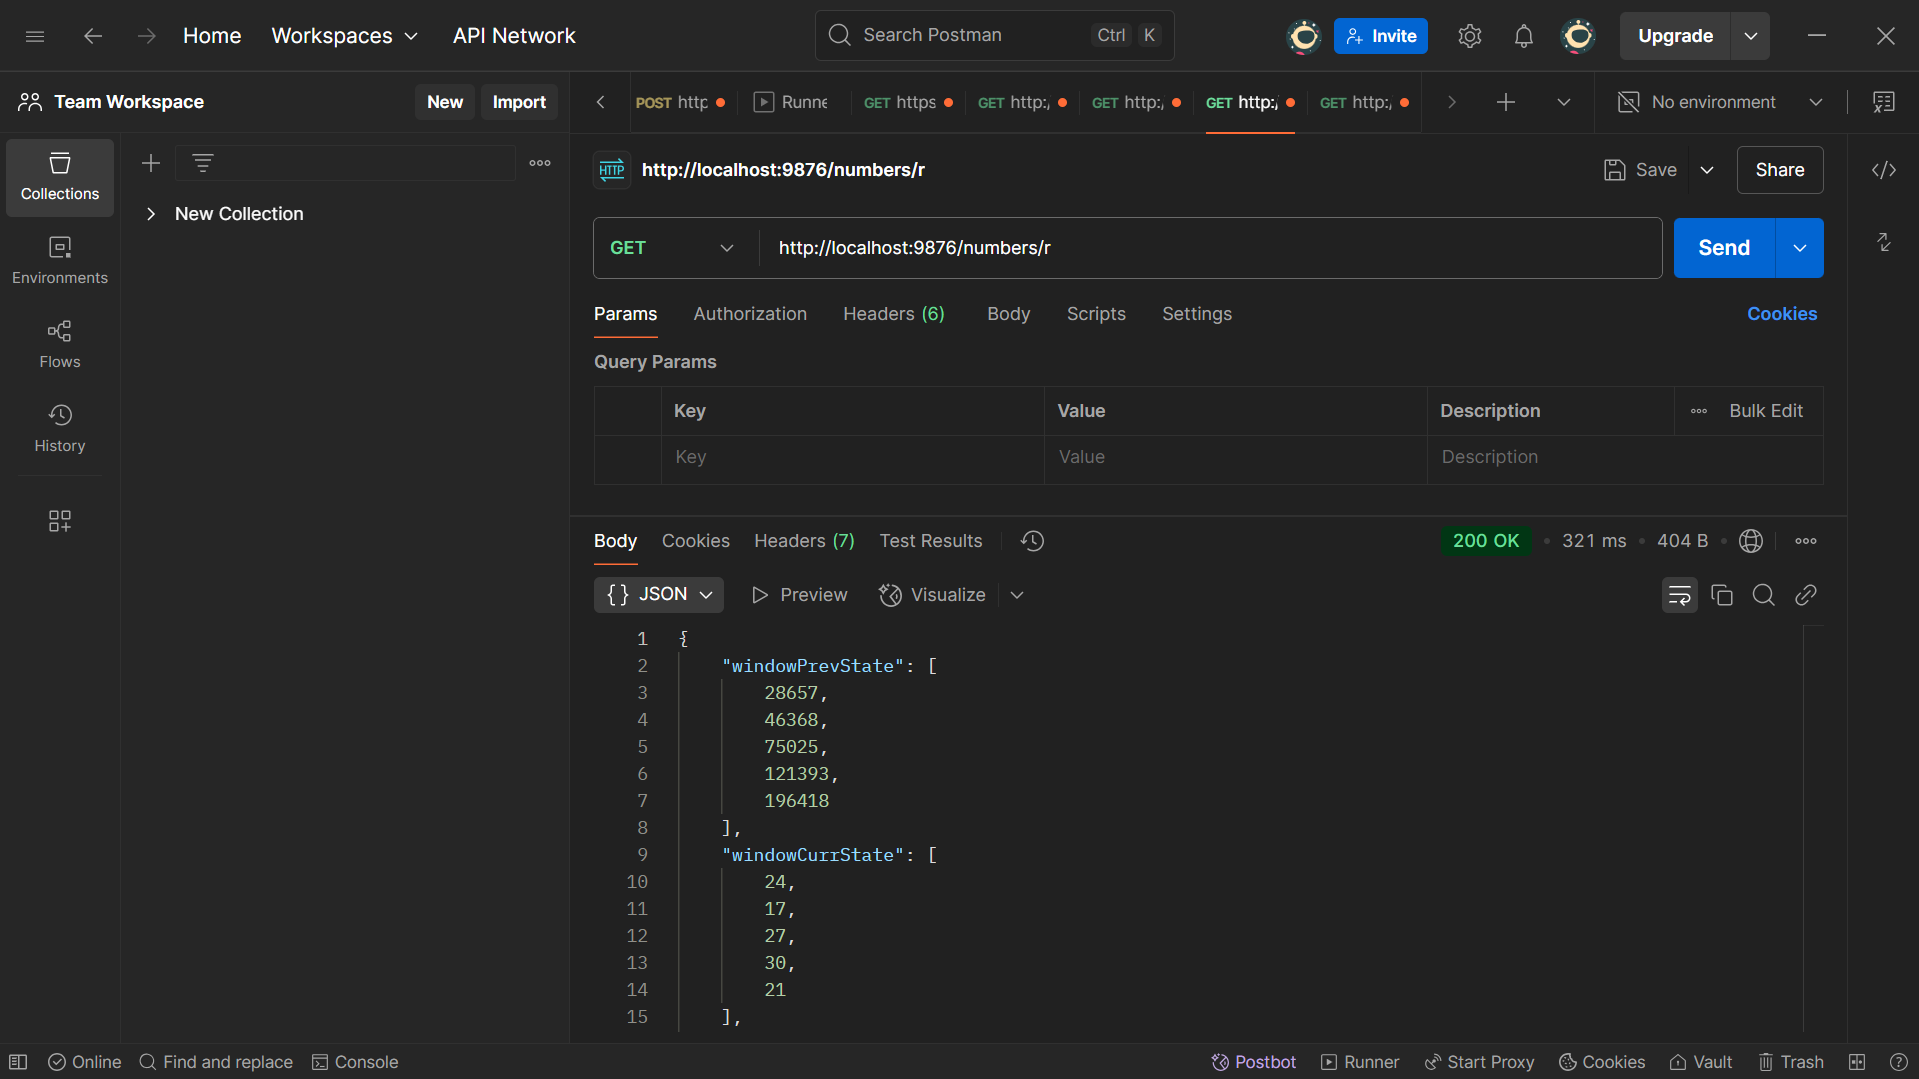 Home Workspaces API Network Search Postman Ctrl K Invite Upgrade
Team Workspace New Import
POST http Runne GET https GET http:/ GET http:/ GET http:/ GET http:/ No environment
Collections
Environments
Flows
History
New Collection
HTTP http://localhost:9876/numbers/r Save Share
GET http://localhost:9876/numbers/r Send
Params Authorization Headers (6) Body Scripts Settings Cookies
Query Params
Key Value Description Bulk Edit
Key Value Description
Body Cookies Headers (7) Test Results 200 OK • 321 ms • 404 B •
{} JSON Preview Visualize
1 {
2 "windowPrevState": [
3 28657,
4 46368,
5 75025,
6 121393,
7 196418
8 ],
9 "windowCurrState": [
10 24,
11 17,
12 27,
13 30,
14 21
15 ],
Online Find and replace Console Postbot Runner Start Proxy Cookies Vault Trash